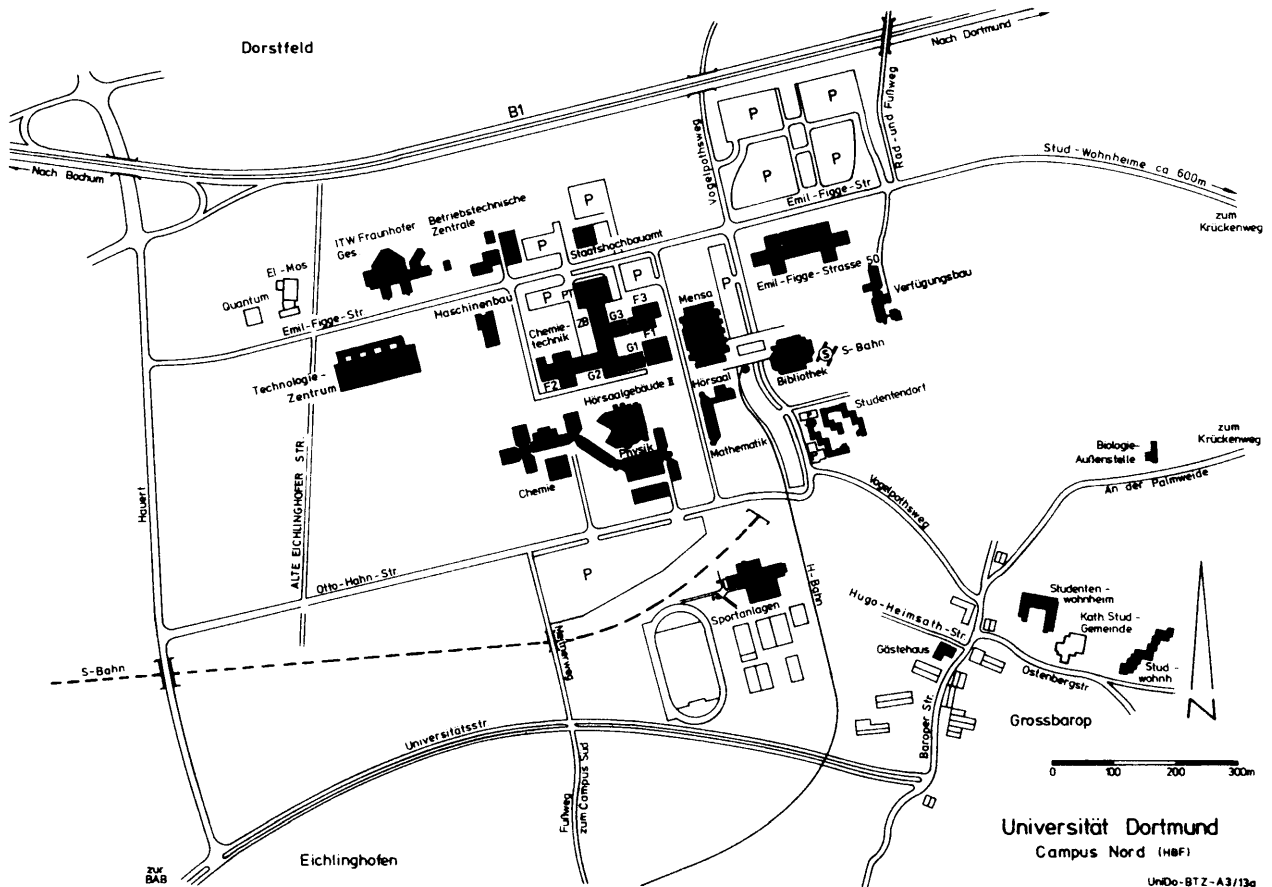 Dorstfeld
Nach Dortmund
B1
Nach Bochum
P
P
P
P
Vogelpothsweg
Rad- und Fußweg
Stud-Wohnheime ca 600m
Emil-Figge-Str
zum
Krückenweg
ITW Fraunhofer
Ges
Betriebstechnische
Zentrale
P
P
Staatshochbauamt
El-Mos
Quantum
Emil-Figge-Str
Maschinenbau
P
PT
P
P
ZB
G3
F3
F1
G1
G2
F2
Chemie-
technik
Mensa
Emil-Figge-Strasse 50
Verfügungsbau
S-Bahn
S
Bibliothek
Technologie-
Zentrum
Hörsaalgebäude II
Hörsaal
Studentendorf
P
Physik
Mathematik
Chemie
zum
Krückenweg
Biologie-
Außenstelle
An der Palmweide
Vogelpothsweg
Hauert
ALTE EICHLINGHOFER STR.
Otto-Hahn-Str
P
H-Bahn
Sportanlagen
Hugo-Heimsath-Str
Studenten
wohnheim
Kath Stud-
Gemeinde
Gästehaus
Stud-
wohnh
S-Bahn
Meitnerweg
Ostenbergstr
Baroper Str.
Grossbarop
N
Universitätsstr
Fußweg
zum Campus Sud
0 100 200 300m
Universität Dortmund
Campus Nord (HBF)
Eichlinghofen
zur
BAB
UniDo-BTZ-A3/13a